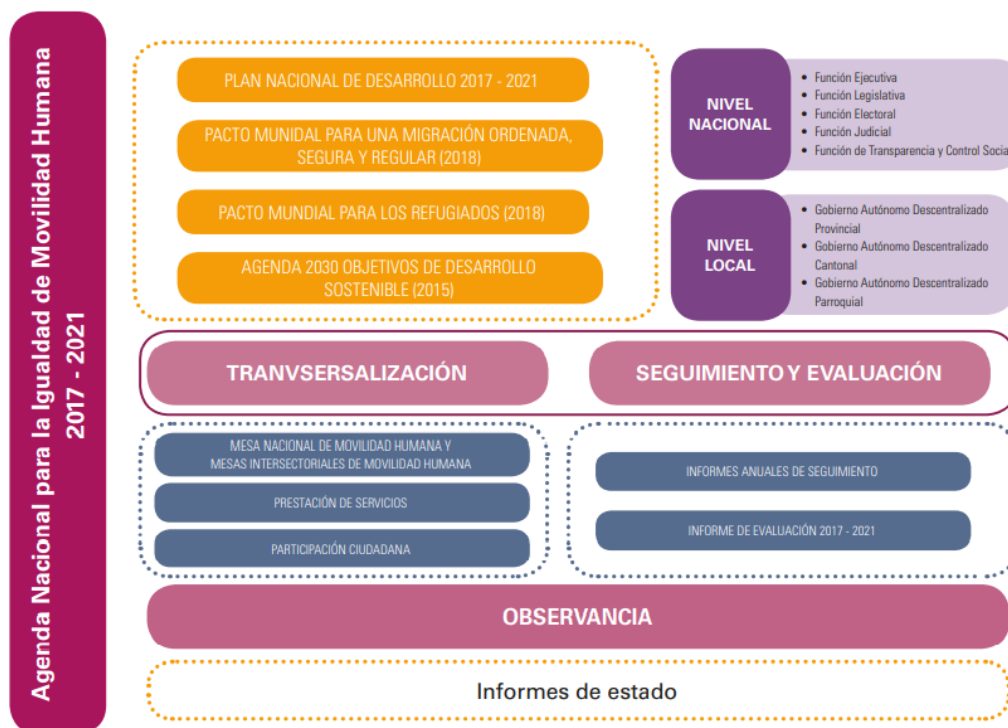 Agenda Nacional para la Igualdad de Movilidad Humana
2017 - 2021
PLAN NACIONAL DE DESARROLLO 2017 - 2021
PACTO MUNIDAL PARA UNA MIGRACIÓN ORDENADA,
SEGURA Y REGULAR (2018)
PACTO MUNDIAL PARA LOS REFUGIADOS (2018)
AGENDA 2030 OBJETIVOS DE DESARROLLO
SOSTENIBLE (2015)
NIVEL
NACIONAL
• Función Ejecutiva
• Función Legislativa
• Función Electoral
• Función Judicial
• Función de Transparencia y Control Socia
NIVEL
LOCAL
• Gobierno Autónomo Descentralizado
Provincial
• Gobierno Autónomo Descentralizado
Cantonal
• Gobierno Autónomo Descentralizado
Parroquial
TRANVSERSALIZACIÓN
SEGUIMIENTO Y EVALUACIÓN
MESA NACIONAL DE MOVILIDAD HUMANA Y
MESAS INTERSECTORIALES DE MOVILIDAD HUMANA
PRESTACIÓN DE SERVICIOS
PARTICIPACIÓN CIUDADANA
INFORMES ANUALES DE SEGUIMIENTO
INFORME DE EVALUACIÓN 2017 - 2021
OBSERVANCIA
Informes de estado